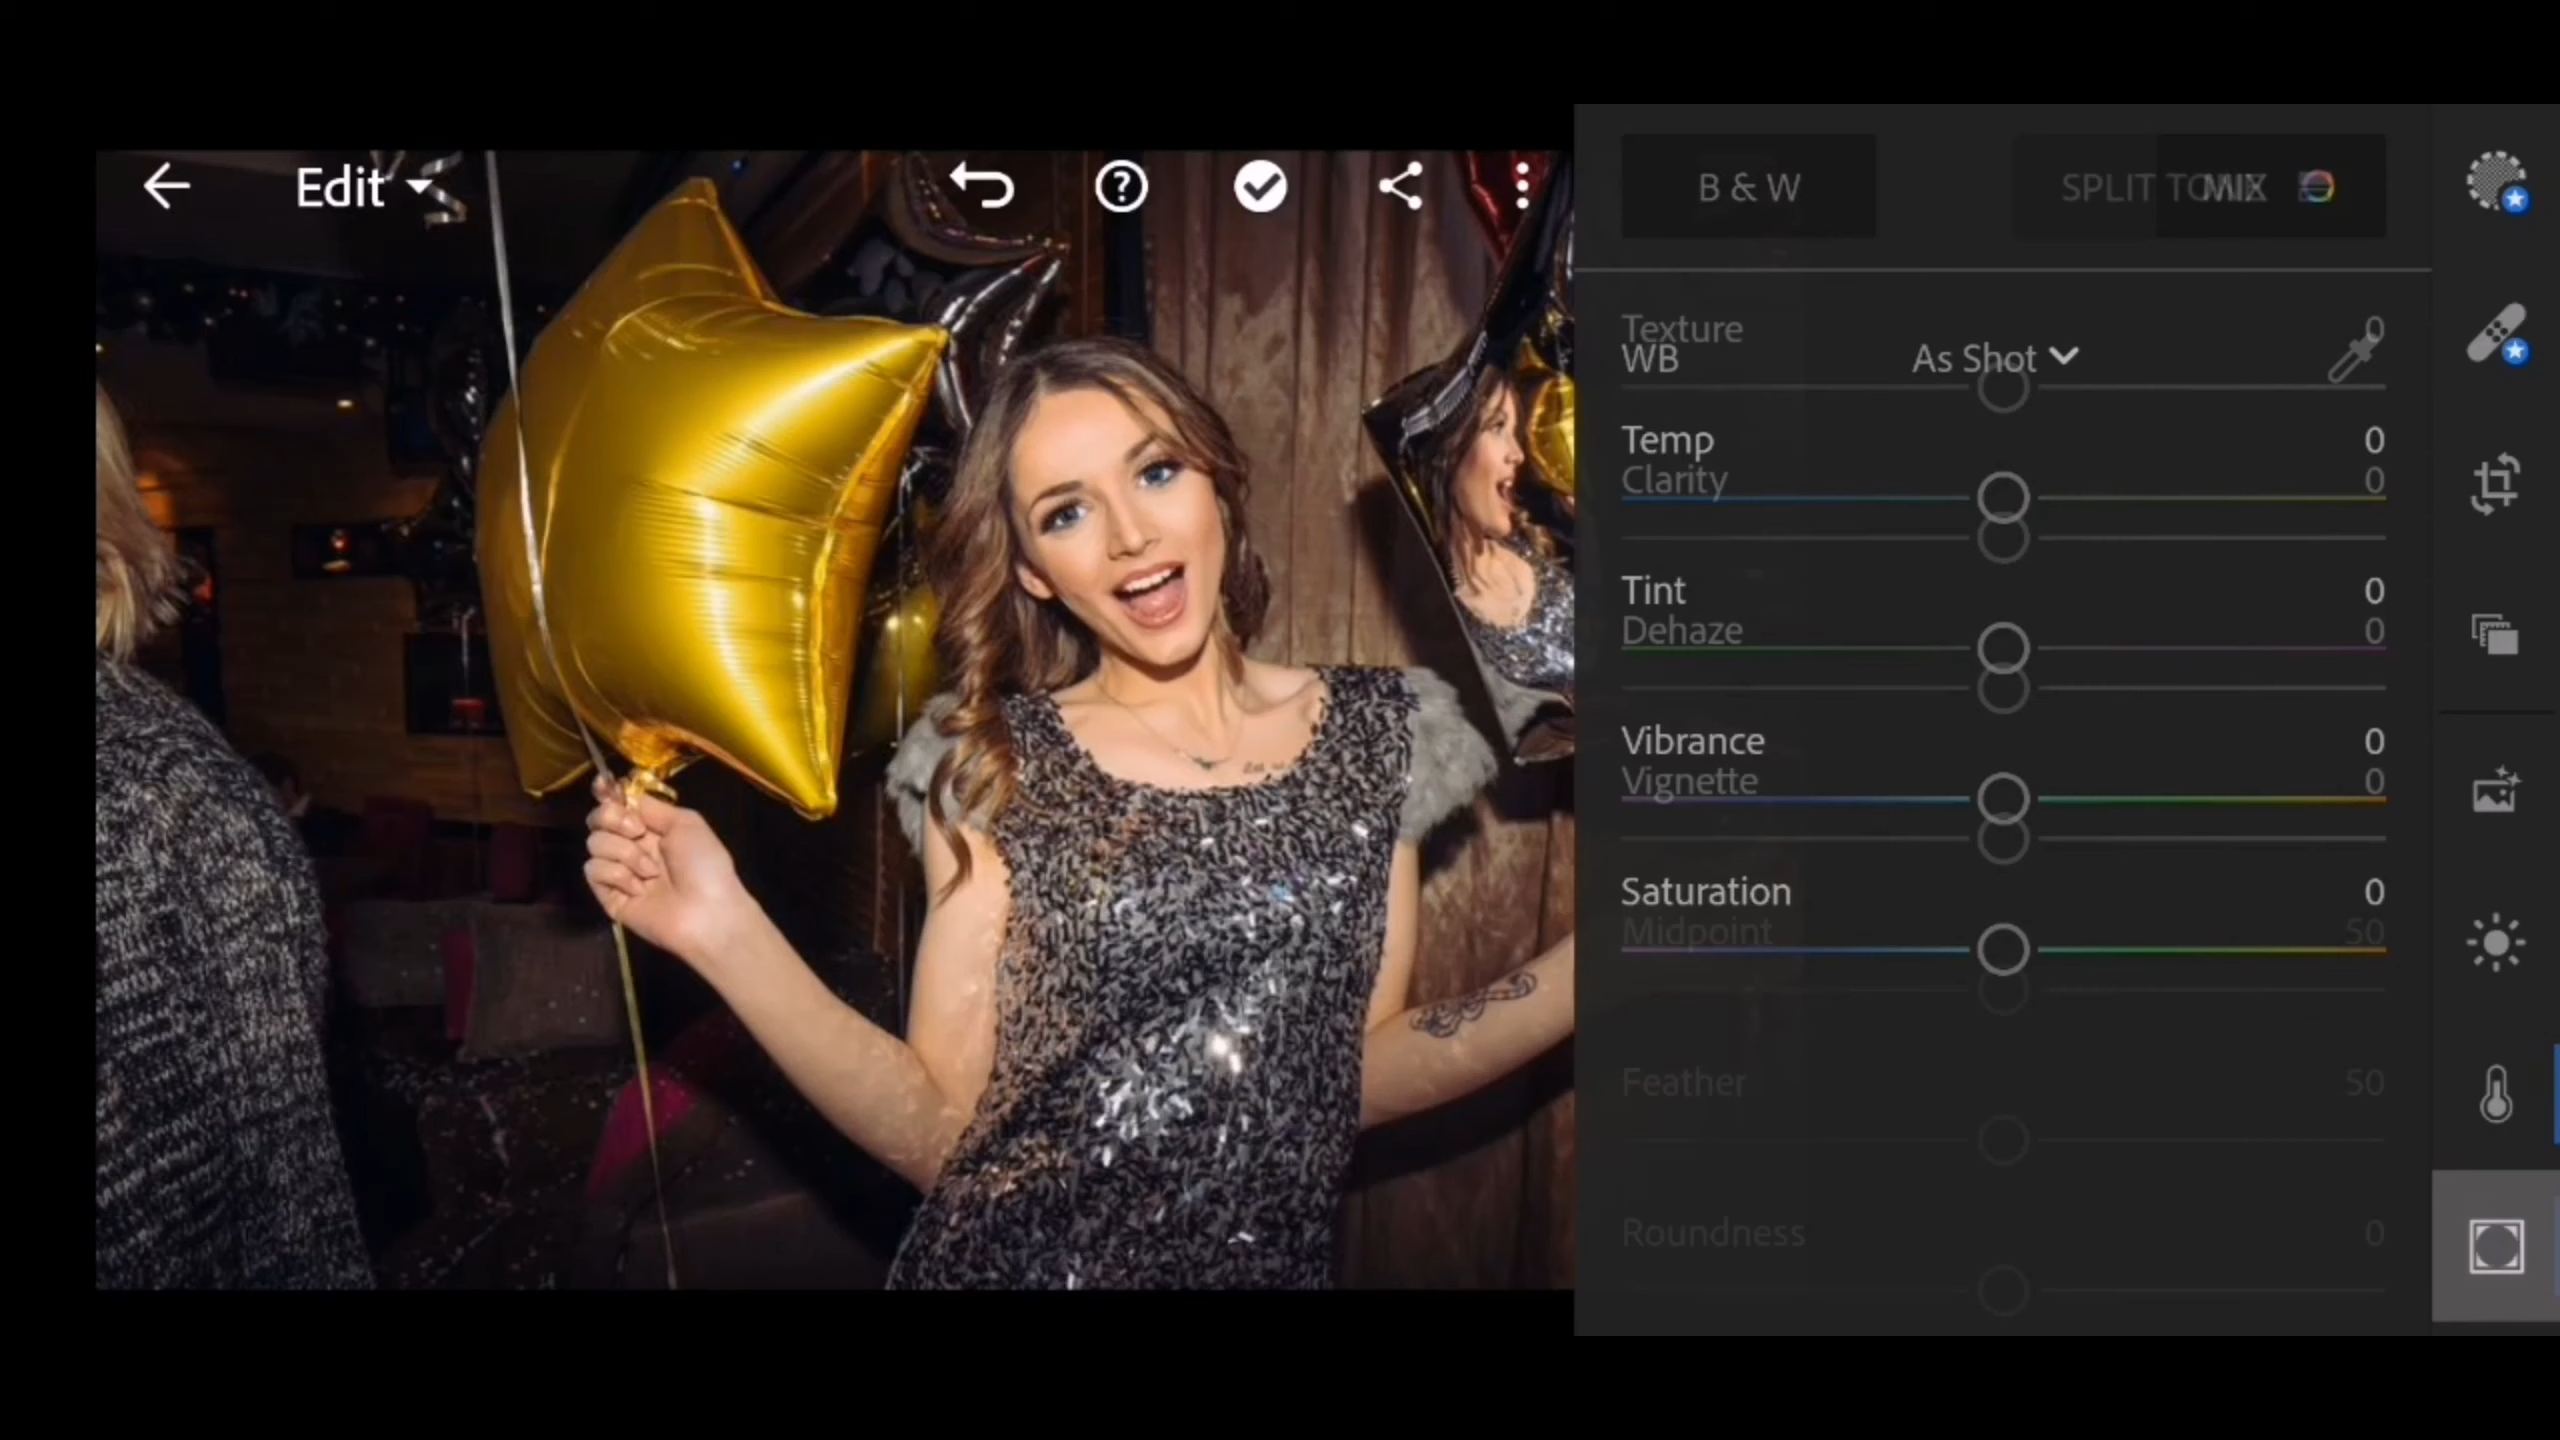 Edit
B & W
SPLIT TONE
MIX
Texture 0
WB As Shot
Temp 0
Clarity 0
Tint 0
Dehaze 0
Vibrance 0
Vignette 0
Saturation 0
Midpoint 50
Feather 50
Roundness 0